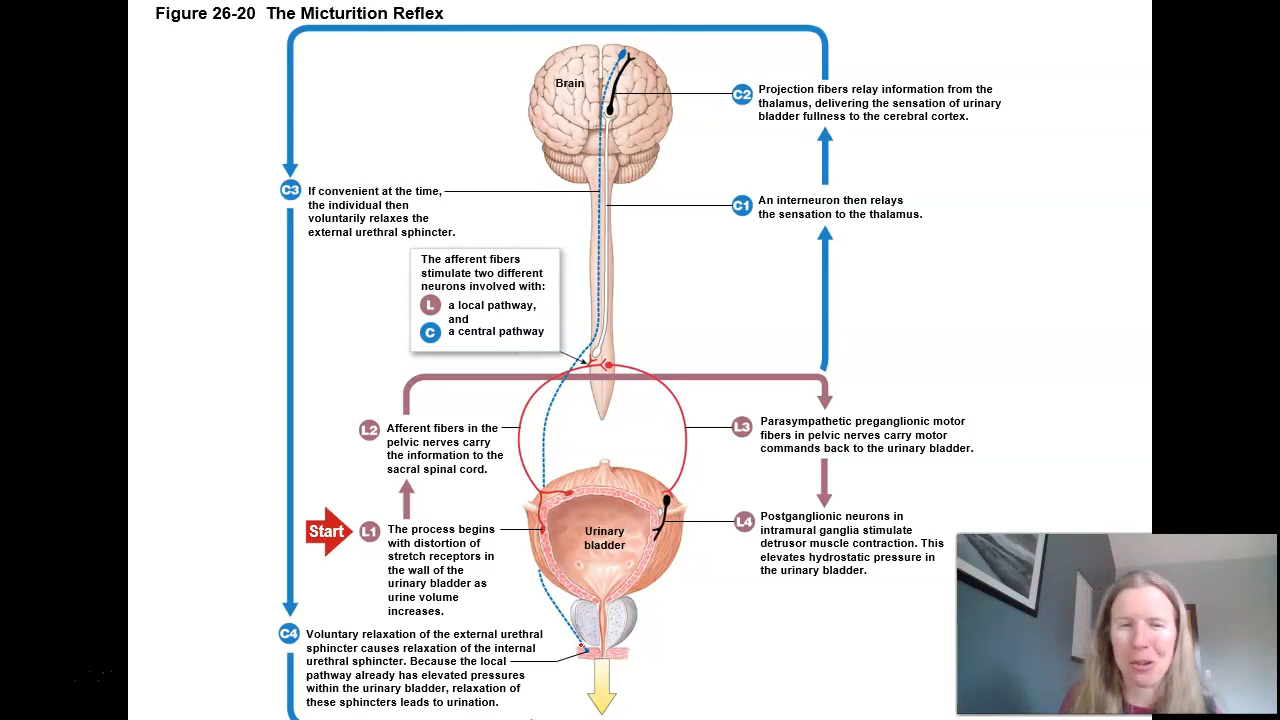 Figure 26-20 The Micturition Reflex
Brain
C2
Projection fibers relay information from the
thalamus, delivering the sensation of urinary
bladder fullness to the cerebral cortex.
C3
If convenient at the time,
the individual then
voluntarily relaxes the
external urethral sphincter.
C1
An interneuron then relays
the sensation to the thalamus.
The afferent fibers
stimulate two different
neurons involved with:
L
a local pathway,
and
C
a central pathway
L2
Afferent fibers in the
pelvic nerves carry
the information to the
sacral spinal cord.
L3
Parasympathetic preganglionic motor
fibers in pelvic nerves carry motor
commands back to the urinary bladder.
Start
L1
The process begins
with distortion of
stretch receptors in
the wall of the
urinary bladder as
urine volume
increases.
Urinary
bladder
L4
Postganglionic neurons in
intramural ganglia stimulate
detrusor muscle contraction. This
elevates hydrostatic pressure in
the urinary bladder.
C4
Voluntary relaxation of the external urethral
sphincter causes relaxation of the internal
urethral sphincter. Because the local
pathway already has elevated pressures
within the urinary bladder, relaxation of
these sphincters leads to urination.